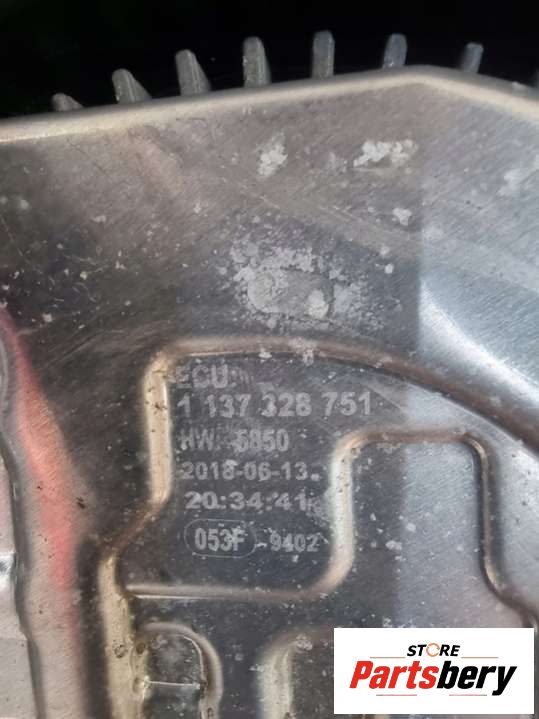 ECU:
1 137 328 751
HW: 5850
2018-06-13
20:34:41
053F -9402
STORE
Partsbery